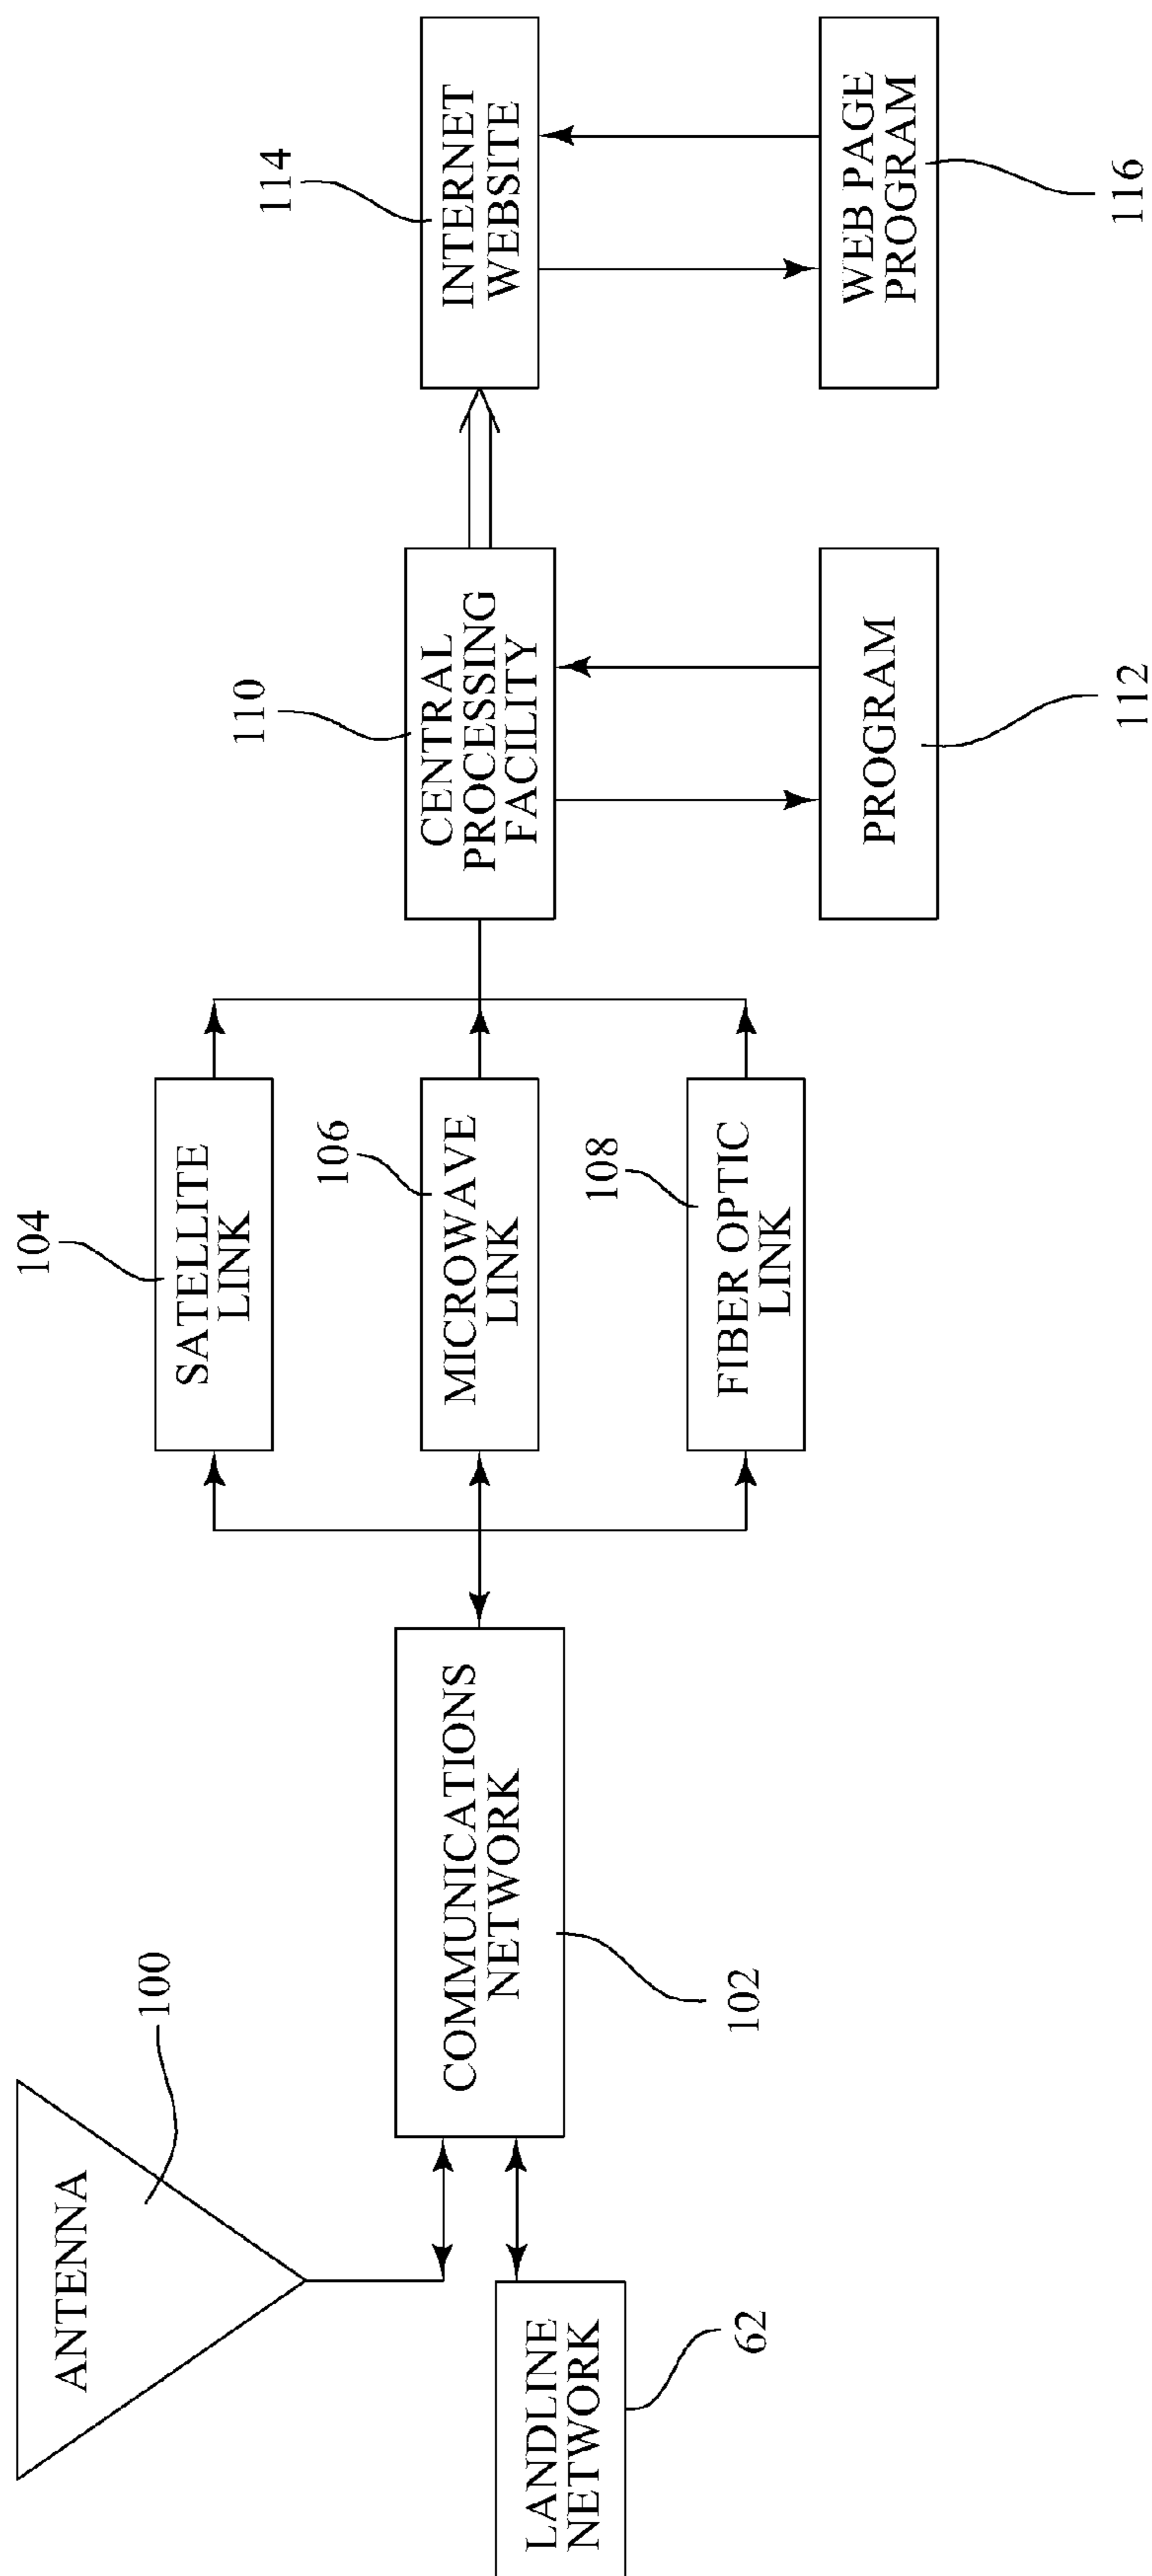 ANTENNA
100
LANDLINE
NETWORK
62
COMMUNICATIONS
NETWORK
102
104
SATELLITE
LINK
106
MICROWAVE
LINK
108
FIBER OPTIC
LINK
110
CENTRAL
PROCESSING
FACILITY
PROGRAM
112
114
INTERNET
WEBSITE
WEB PAGE
PROGRAM
116